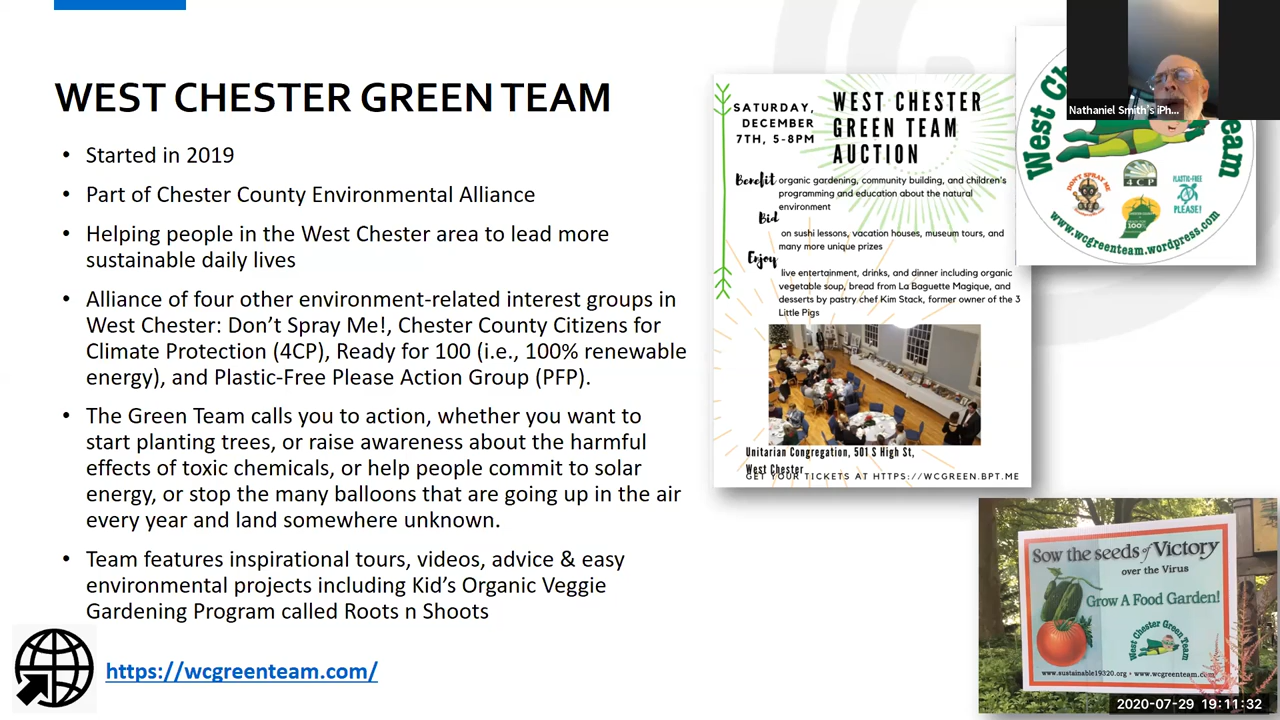 WEST CHESTER GREEN TEAM
• Started in 2019
• Part of Chester County Environmental Alliance
• Helping people in the West Chester area to lead more
sustainable daily lives
• Alliance of four other environment-related interest groups in
West Chester: Don’t Spray Me!, Chester County Citizens for
Climate Protection (4CP), Ready for 100 (i.e., 100% renewable
energy), and Plastic-Free Please Action Group (PFP).
• The Green Team calls you to action, whether you want to
start planting trees, or raise awareness about the harmful
effects of toxic chemicals, or help people commit to solar
energy, or stop the many balloons that are going up in the air
every year and land somewhere unknown.
• Team features inspirational tours, videos, advice & easy
environmental projects including Kid’s Organic Veggie
Gardening Program called Roots n Shoots
https://wcgreenteam.com/
SATURDAY,
DECEMBER
7TH, 5-8PM
WEST CHESTER
GREEN TEAM
AUCTION
Benefit organic gardening, community building, and children's
programming and education about the natural
environment
Bid
on sushi lessons, vacation houses, museum tours, and
many more unique prizes
Enjoy
live entertainment, drinks, and dinner including organic
vegetable soup, bread from La Baguette Magique, and
desserts by pastry chef Kim Stack, former owner of the 3
Little Pigs
Unitarian Congregation, 501 S High St,
West Chester
GET YOUR TICKETS AT HTTPS://WCGREEN.BPT.ME
Nathaniel Smith's iPh...
West Ch
am
DON'T SPRAY ME!
4CP
PLASTIC-FREE
PLEASE!
100
www.wcgreenteam.wordpress.com
Sow the seeds of Victory
over the Virus
Grow A Food Garden!
West Chester Green Team
www.sustainable19320.org • www.wcgreenteam.com
2020-07-29 19:11:32